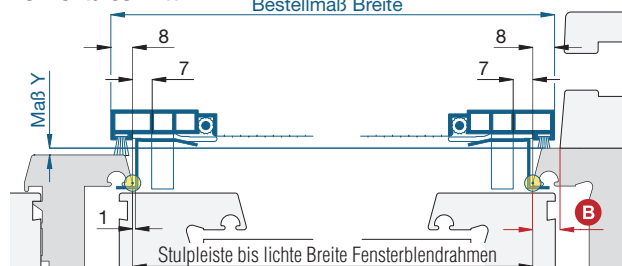 Bestellmaß Breite
8
8
7
7
Maß Y
1
B
Stulpleiste bis lichte Breite Fensterblendrahmen